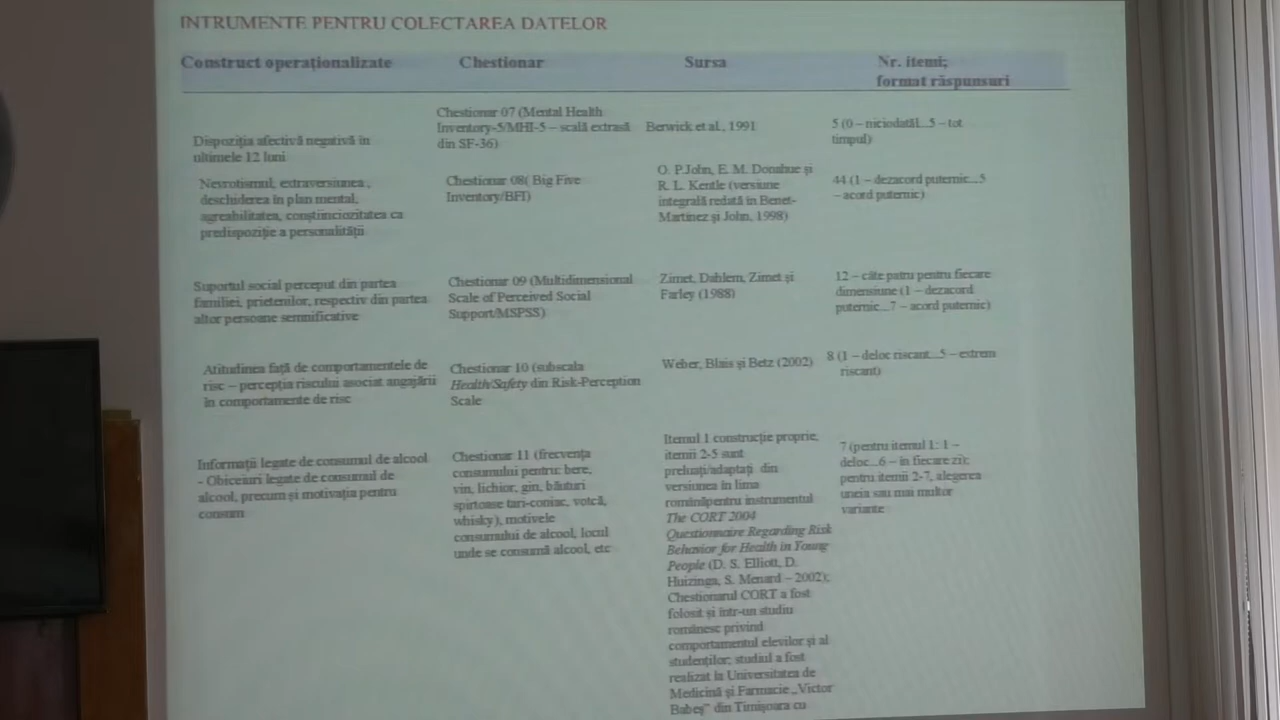 INTRUMENTE PENTRU COLECTAREA DATELOR
Construct operaționalizate
Chestionar
Sursa
Nr. itemi;
format răspunsuri
Dispoziția afectivă negativă în
ultimele 12 luni
Chestionar 07 (Mental Health
Inventory-5/MHI-5 – scală extrasă
din SF-36)
Berwick et al., 1991
5 (0 – niciodată...5 – tot
timpul)
Nevrotismul, extraversiunea,
deschiderea în plan mental,
agreabilitatea, conștiinciozitatea ca
predispoziție a personalității
Chestionar 08( Big Five
Inventory/BFI)
O. P.John, E. M. Donahue și
R. L. Kentle (versiune
integrală redată în Benet-
Martinez și John, 1998)
44 (1 – dezacord puternic...5
– acord puternic)
Suportul social perceput din partea
familiei, prietenilor, respectiv din partea
altor persoane semnificative
Chestionar 09 (Multidimensional
Scale of Perceived Social
Support/MSPSS)
Zimet, Dahlem, Zimet și
Farley (1988)
12 – câte patru pentru fiecare
dimensiune (1 – dezacord
puternic...7 – acord puternic)
Atitudinea față de comportamentele de
risc – percepția riscului asociat angajării
în comportamente de risc
Chestionar 10 (subscala
Health/Safety din Risk-Perception
Scale
Weber, Blais și Betz (2002)
8 (1 – deloc riscant...5 – extrem
riscant)
Informații legate de consumul de alcool
- Obiceiuri legate de consumul de
alcool, precum și motivația pentru
consum
Chestionar 11 (frecvența
consumului pentru: bere,
vin, lichior, gin, băuturi
spirtoase tari-coniac, votcă,
whisky), motivele
consumului de alcool, locul
unde se consumă alcool, etc
Itemul 1 construcție proprie,
itemii 2-5 sunt
preluați/adaptați din
versiunea în lima
românăpentru instrumentul
The CORT 2004
Questionnaire Regarding Risk
Behavior for Health in Young
People (D. S. Elliott, D.
Huizinga, S. Menard – 2002);
Chestionarul CORT a fost
folosit și într-un studiu
românesc privind
comportamentul elevilor și al
studenților; studiul a fost
realizat la Universitatea de
Medicină și Farmacie „Victor
Babeș” din Timișoara cu
7 (pentru itemul 1: 1 –
deloc...6 – în fiecare zi);
pentru itemii 2-7, alegerea
uneia sau mai multor
variante